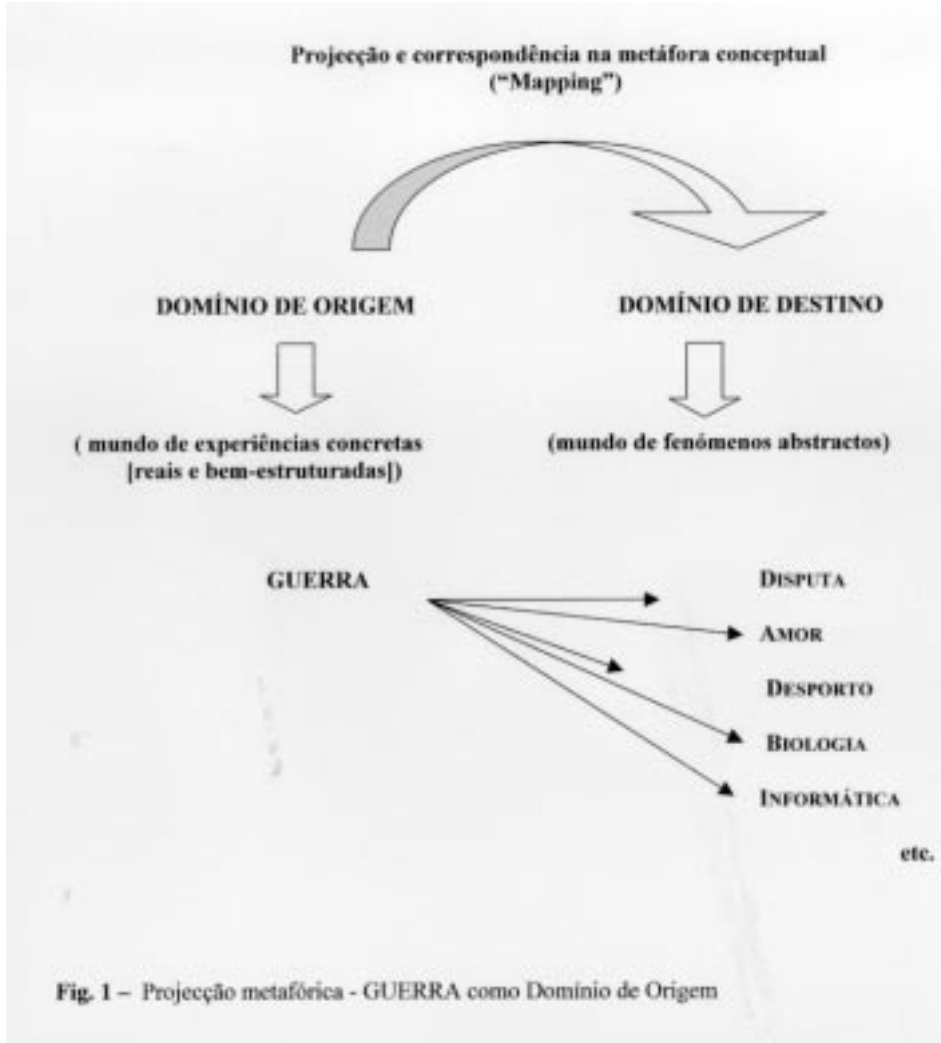 Projecção e correspondência na metáfora conceptual
(“Mapping”)
DOMÍNIO DE ORIGEM
DOMÍNIO DE DESTINO
( mundo de experiências concretas
[reais e bem-estruturadas])
(mundo de fenómenos abstractos)
GUERRA
DISPUTA
AMOR
DESPORTO
BIOLOGIA
INFORMÁTICA
etc.
Fig. 1 – Projecção metafórica - GUERRA como Domínio de Origem